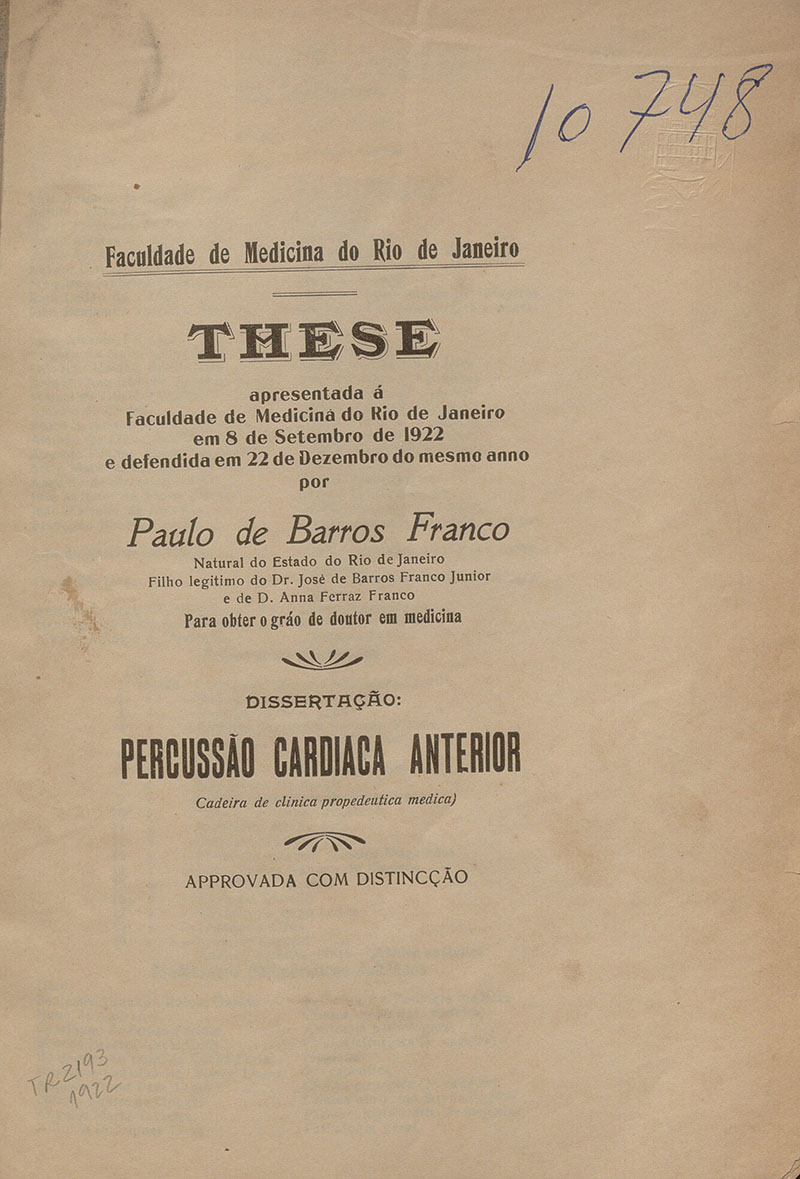 10 748
Faculdade de Medicina do Rio de Janeiro
THESE
apresentada á
Faculdade de Medicina do Rio de Janeiro
em 8 de Setembro de 1922
e defendida em 22 de Dezembro do mesmo anno
por
Paulo de Barros Franco
Natural do Estado do Rio de Janeiro
Filho legitimo do Dr. José de Barros Franco Junior
e de D. Anna Ferraz Franco
Para obter o gráo de doutor em medicina
DISSERTAÇÃO:
PERCUSSÃO CARDIACA ANTERIOR
Cadeira de clinica propedeutica medica)
APPROVADA COM DISTINCÇÃO
TR2193
1922